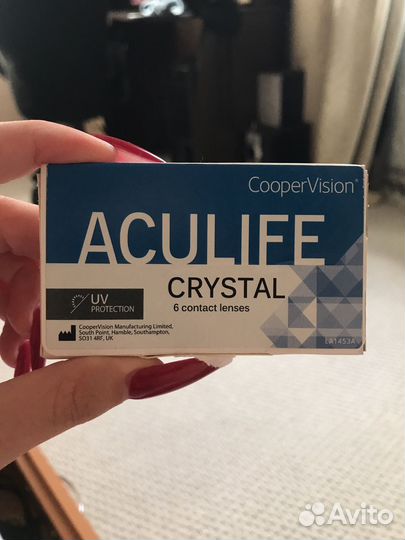 CooperVision®
ACULIFE
CRYSTAL
6 contact lenses
UV
PROTECTION
CooperVision Manufacturing Limited,
South Point, Hamble, Southampton,
SO31 4RF, UK
LA1453A
Avito